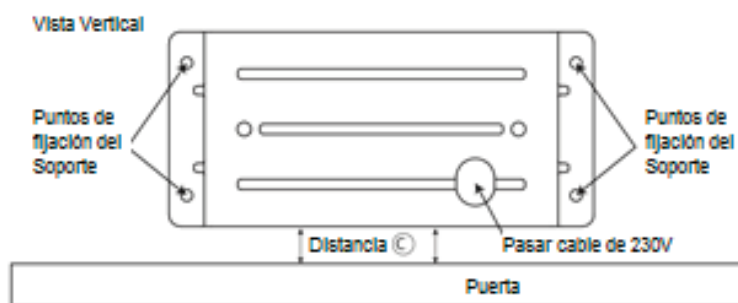 Vista Vertical
Puntos de
fijación del
Soporte
Puntos de
fijación del
Soporte
Distancia Ⓒ
Pasar cable de 230V
Puerta